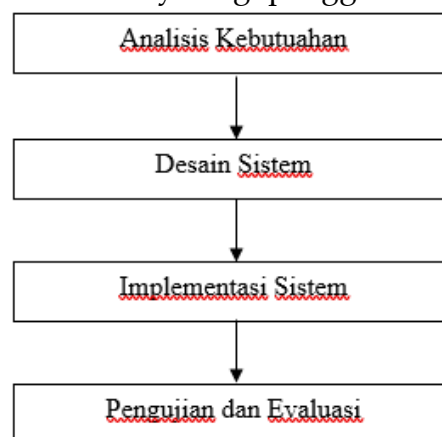 Analisis Kebutuahan
Desain Sistem
Implementasi Sistem
Pengujian dan Evaluasi